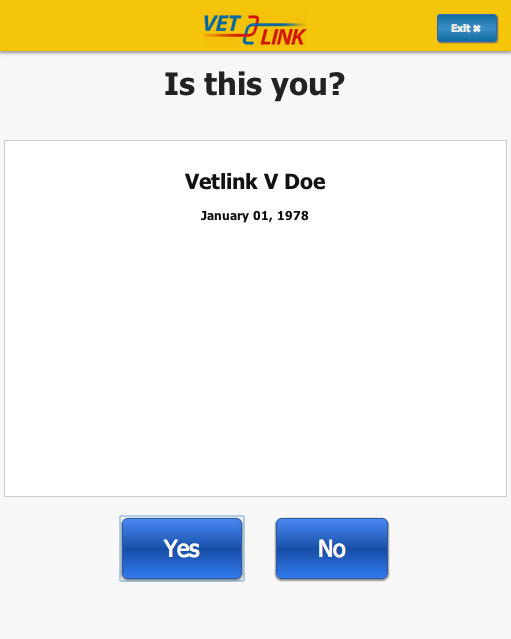 VET LINK
Exit ✖
Is this you?
Vetlink V Doe
January 01, 1978
Yes
No